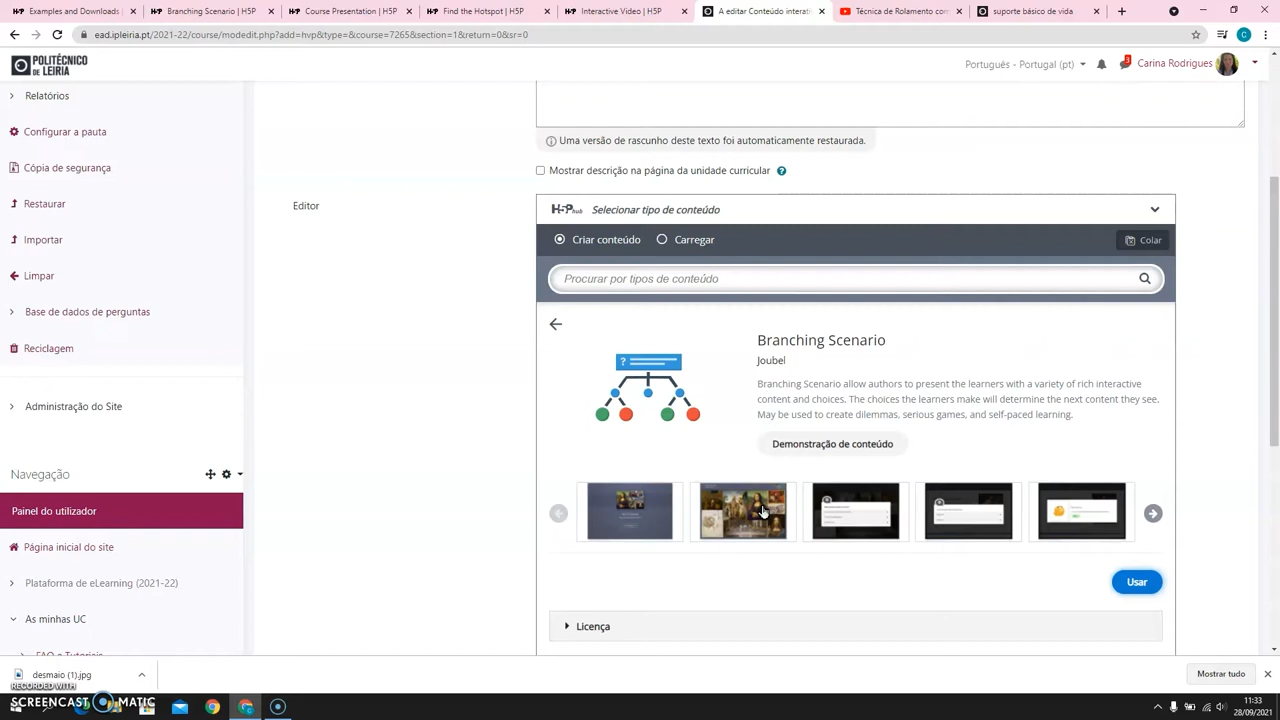 Examples and Downloads |
Branching Scenario | H5P
Course Presentation | H5P
Find the Hotspot | H5P
Interactive Video | H5P
A editar Conteúdo interati
Técnica de Rolamento com
suporte básico de vida
ead.ipleiria.pt/2021-22/course/modedit.php?add=hvp&type=&course=7265&section=1&return=0&sr=0
C
POLITÉCNICO
DE LEIRIA
Português - Portugal (pt)
3
Carina Rodrigues
Relatórios
Configurar a pauta
Cópia de segurança
Restaurar
Importar
Limpar
Base de dados de perguntas
Reciclagem
Administração do Site
Navegação
Painel do utilizador
Página inicial do site
Plataforma de eLearning (2021-22)
As minhas UC
FAQ e Tutoriais
Uma versão de rascunho deste texto foi automaticamente restaurada.
Mostrar descrição na página da unidade curricular
Editor
H5P hub Selecionar tipo de conteúdo
Criar conteúdo
Carregar
Colar
Procurar por tipos de conteúdo
Branching Scenario
Joubel
Branching Scenario allow authors to present the learners with a variety of rich interactive
content and choices. The choices the learners make will determine the next content they see.
May be used to create dilemmas, serious games, and self-paced learning.
Demonstração de conteúdo
Usar
Licença
desmaio (1).jpg
Mostrar tudo
RECORDED WITH
SCREENCAST MATIC
11:33
28/09/2021